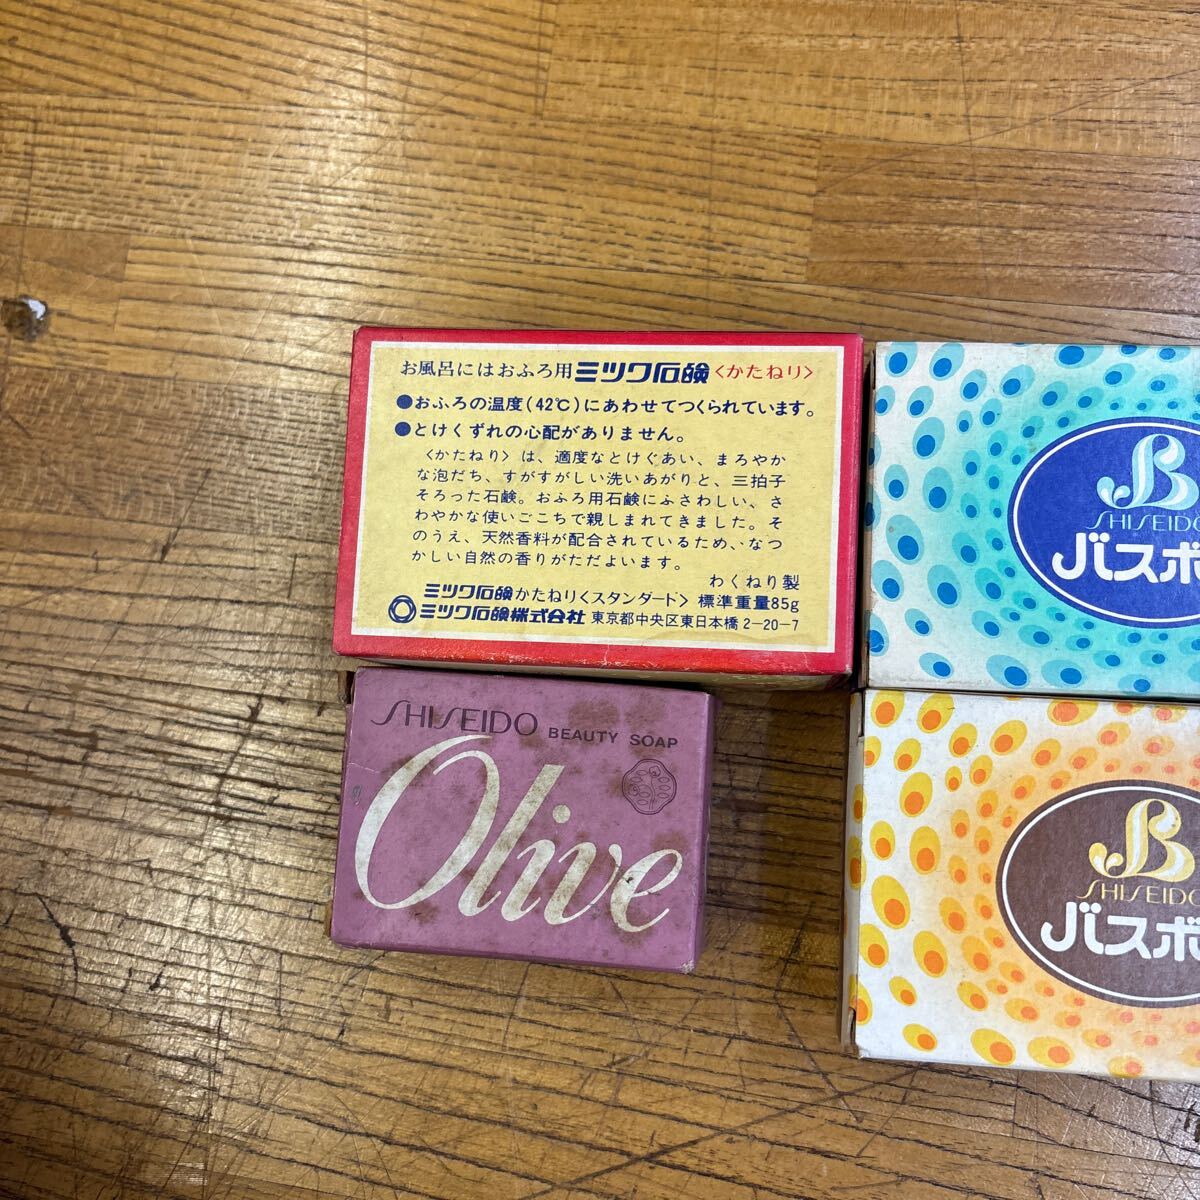 お風呂にはおふろ用ミツワ石鹸〈かたねり〉
●おふろの温度(42℃)にあわせてつくられています。
●とけくずれの心配がありません。
〈かたねり〉は、適度なとけぐあい、まろやか
な泡だち、すがすがしい洗いあがりと、三拍子
そろった石鹸。おふろ用石鹸にふさわしい、さ
わやかな使いごこちで親しまれてきました。そ
のうえ、天然香料が配合されているため、なつ
かしい自然の香りがただよいます。
わくねり製
ミツワ石鹸かたねり〈スタンダード〉標準重量85g
ミツワ石鹸株式会社 東京都中央区東日本橋2-20-7
SHISEIDO BEAUTY SOAP
Olive
B
SHISEIDO
バスボ
B
SHISEIDO
バスボ